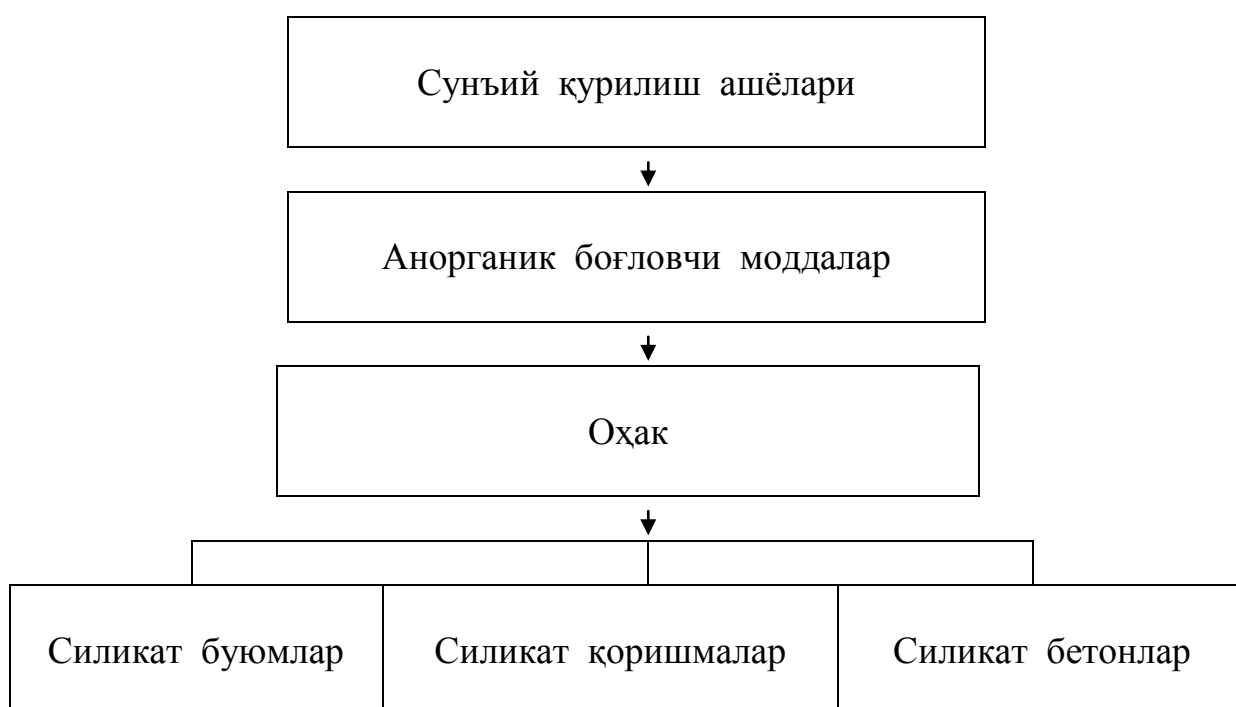 Сунъий қурилиш ашёлари
Анорганик боғловчи моддалар
Оҳак
Силикат буюмлар
Силикат қоришмалар
Силикат бетонлар